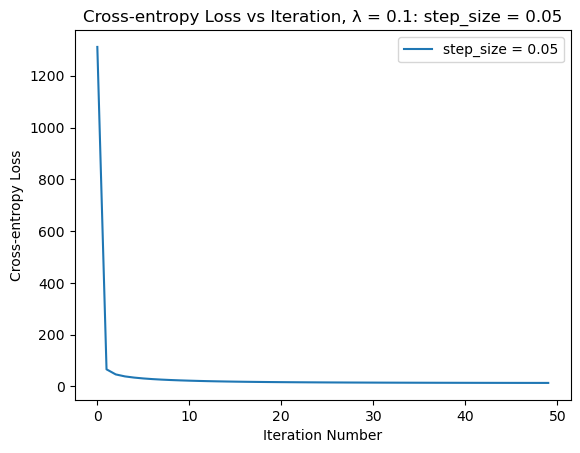 Cross-entropy Loss vs Iteration, λ = 0.1: step_size = 0.05
step_size = 0.05
Cross-entropy Loss
1200
1000
800
600
400
200
0
0 10 20 30 40 50
Iteration Number